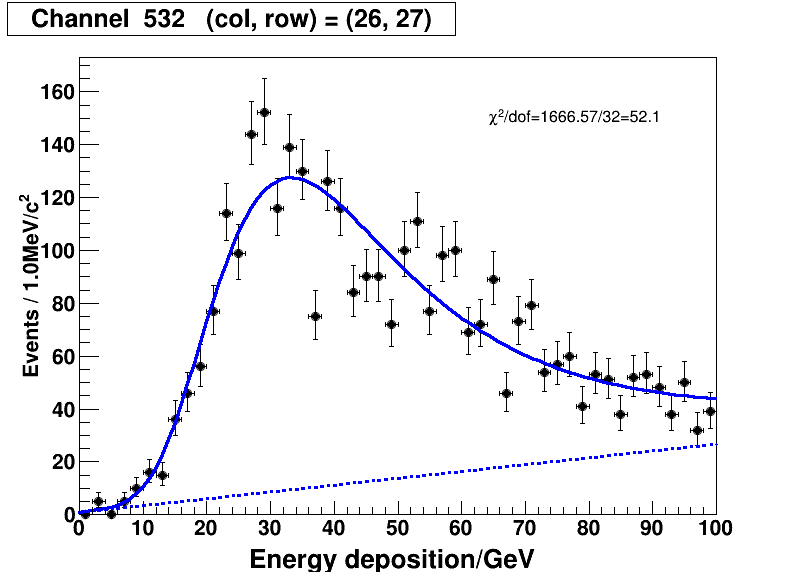 Channel 532 (col, row) = (26, 27)
χ²/dof=1666.57/32=52.1
Events / 1.0MeV/c²
160
140
120
100
80
60
40
20
0
0 10 20 30 40 50 60 70 80 90 100
Energy deposition/GeV